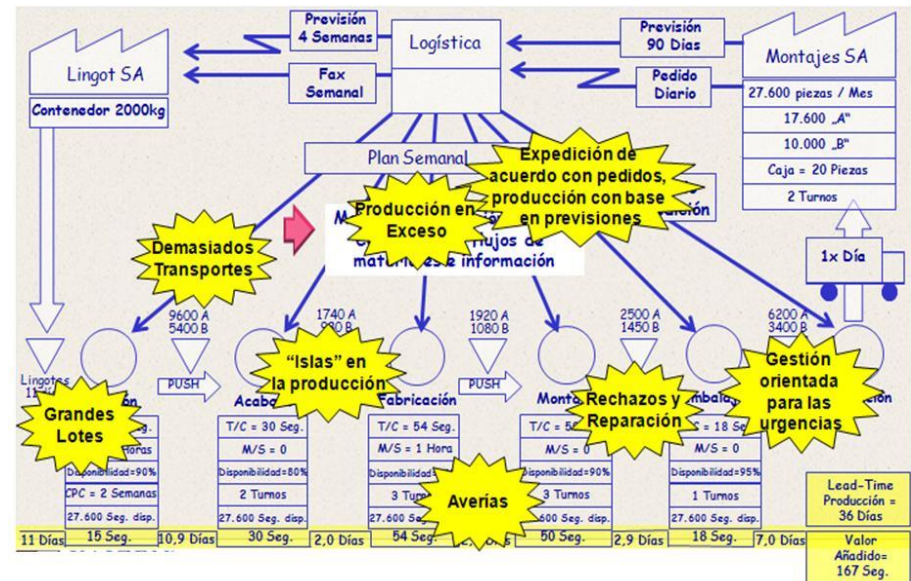 Previsión
4 Semanas
Logística
Previsión
90 Días
Lingot SA
Montajes SA
Fax
Semanal
Pedido
Diario
Contenedor 2000kg
27.600 piezas / Mes
17.600 „A"
10.000 „B"
Caja = 20 Piezas
2 Turnos
Plan Semanal
Expedición de
acuerdo con pedidos,
producción con base
en previsiones
Producción en
Exceso
flujos de
materiales e información
Demasiados
Transportes
1x Día
9600 A
5400 B
1740 A
1920 A
1080 B
2500 A
1450 B
6200 A
3400 B
"Islas" en
la producción
Gestión
orientada
para las
urgencias
Lingotes
PUSH
PUSH
Grandes
Lotes
Fabricación
Rechazos y
Reparación
T/C = 30 Seg.
T/C = 54 Seg.
M/S = 0
M/S = 1 Hora
M/S = 0
M/S = 0
Disponibilidad=90%
Disponibilidad=80%
Disponibilidad=90%
Disponibilidad=95%
CPC = 2 Semanas
2 Turnos
3 Turnos
Averías
3 Turnos
1 Turnos
27.600 Seg. disp.
27.600 Seg. disp.
27.600 Seg. disp.
Lead-Time
Producción =
36 Días
11 Días
15 Seg.
10,9 Días
30 Seg.
2,0 Días
54 Seg.
50 Seg.
2,9 Días
18 Seg.
7,0 Días
Valor
Añadido=
167 Seg.